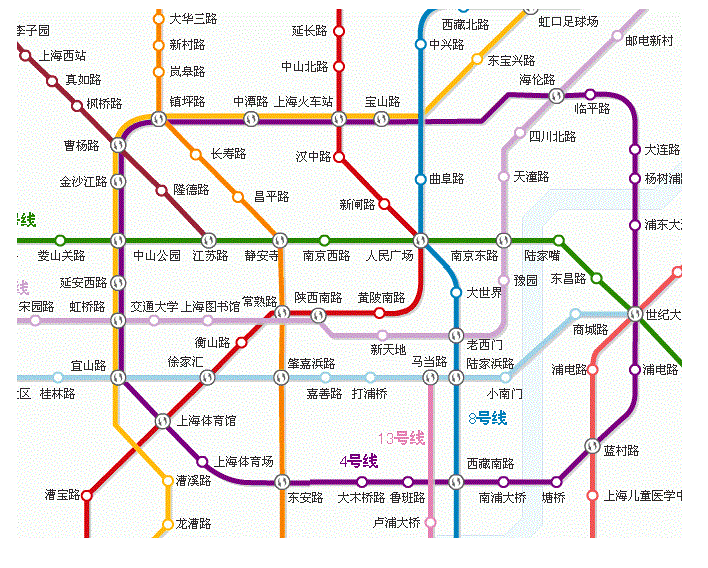 大华三路
延长路
西藏北路
虹口足球场
李子园
新村路
中兴路
邮电新村
上海西站
岚皋路
中山北路
东宝兴路
真如路
海伦路
枫桥路
镇坪路
中潭路
上海火车站
宝山路
临平路
曹杨路
长寿路
汉中路
四川北路
大连路
金沙江路
隆德路
昌平路
新闸路
曲阜路
天潼路
杨树浦
号线
浦东大
娄山关路
中山公园
江苏路
静安寺
南京西路
人民广场
南京东路
陆家嘴
延安西路
东昌路
号线
大世界
豫园
宋园路
虹桥路
交通大学
上海图书馆
常熟路
陕西南路
黄陂南路
世纪大
商城路
衡山路
新天地
老西门
宜山路
徐家汇
肇嘉浜路
马当路
陆家浜路
浦电路
浦电路
区
桂林路
嘉善路
打浦桥
小南门
上海体育馆
8号线
13号线
蓝村路
上海体育场
4号线
西藏南路
漕宝路
漕溪路
东安路
大木桥路
鲁班路
南浦大桥
塘桥
上海儿童医学中
龙漕路
卢浦大桥